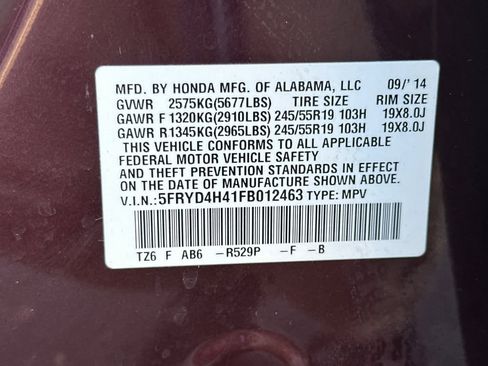 MFD. BY HONDA MFG. OF ALABAMA, LLC 09/'14
GVWR 2575KG(5677LBS) TIRE SIZE RIM SIZE
GAWR F 1320KG(2910LBS) 245/55R19 103H 19X8.0J
GAWR R 1345KG(2965LBS) 245/55R19 103H 19X8.0J
THIS VEHICLE CONFORMS TO ALL APPLICABLE
FEDERAL MOTOR VEHICLE SAFETY
AND THEFT PREVENTION STANDARDS IN EFFECT
ON THE DATE OF MANUFACTURE SHOWN ABOVE.
V.I.N.:5FRYD4H41FB012463 TYPE: MPV
TZ6 F AB6 -R529P -F -B